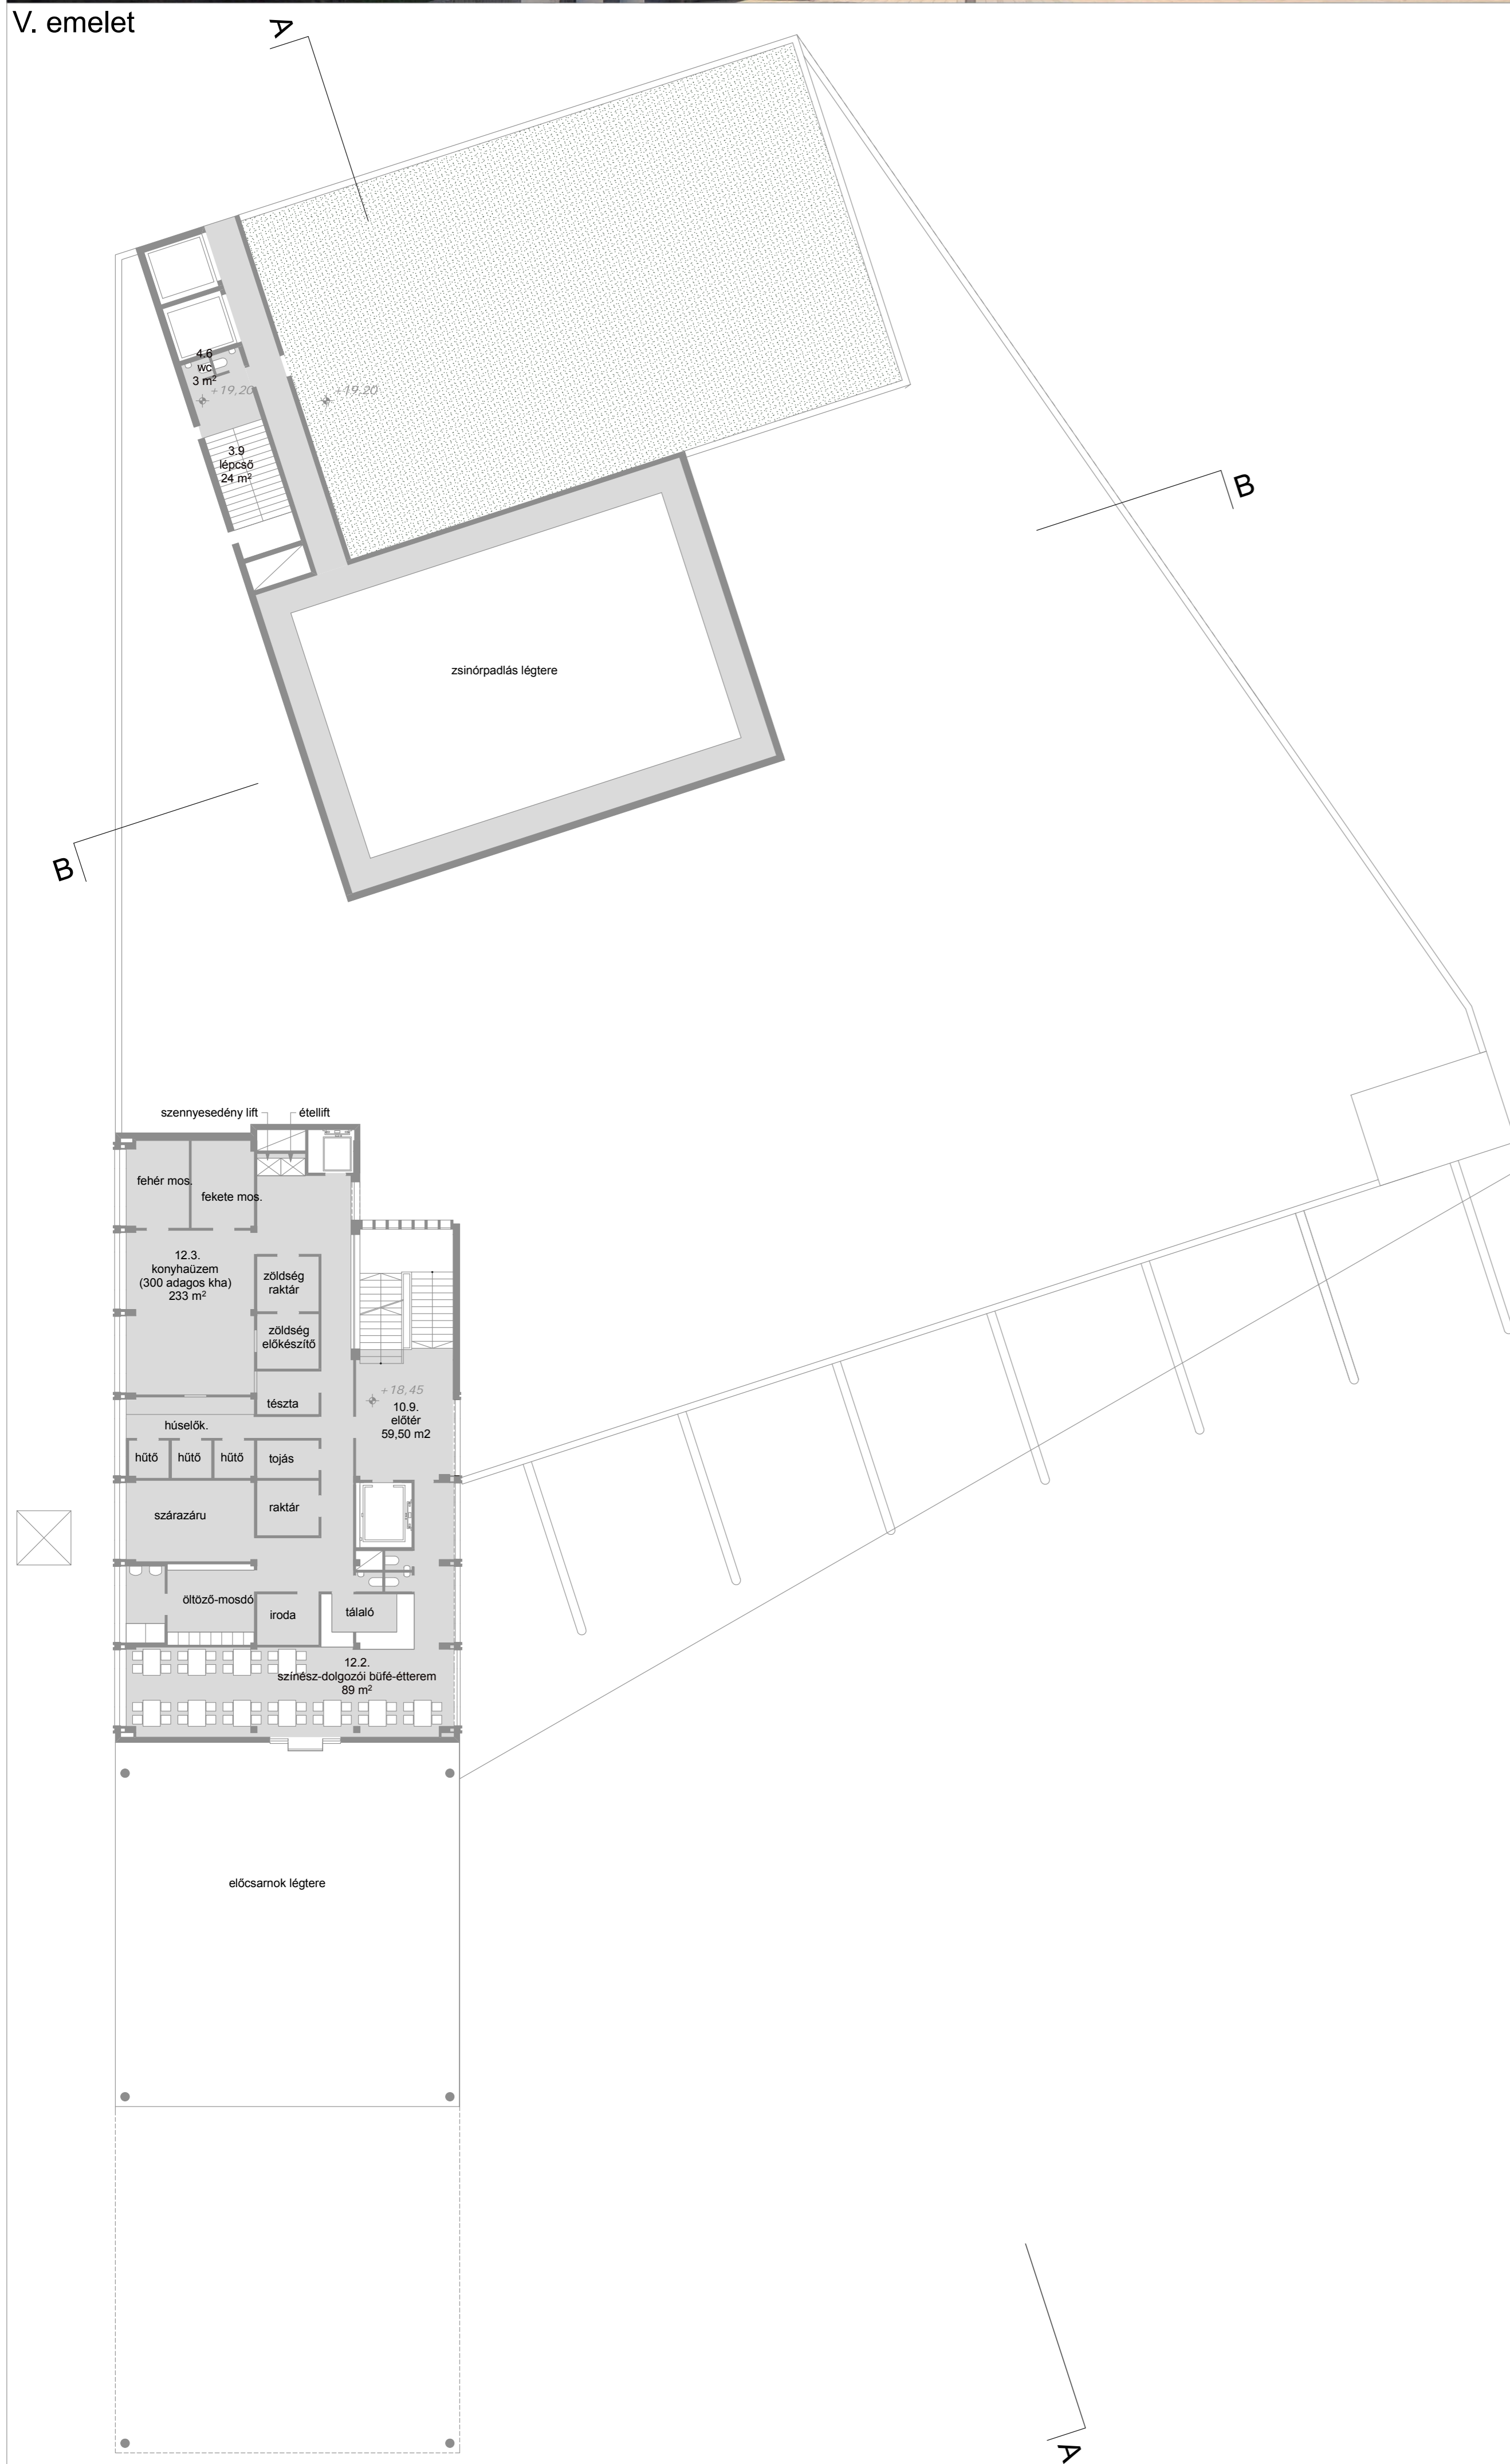 V. emelet
A
4.6
wc
3 m²
+19,20
+19,20
3.9
lépcső
24 m²
B
zsinórpadlás légtere
B
szennyesedény lift
étellift
fehér mos.
fekete mos.
12.3.
konyhaüzem
(300 adagos kha)
233 m²
zöldség
raktár
zöldség
előkészítő
tészta
+18,45
10.9.
előtér
59,50 m2
húselők.
hűtő
hűtő
hűtő
tojás
szárazáru
raktár
öltöző-mosdó
iroda
tálaló
12.2.
színész-dolgozói büfé-étterem
89 m²
előcsarnok légtere
A